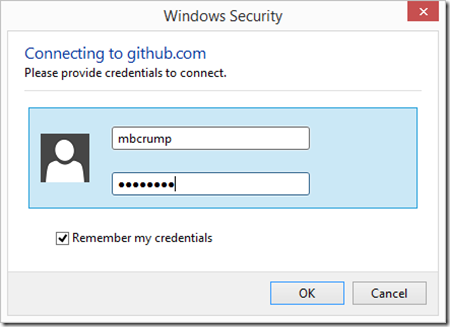 Windows Security
Connecting to github.com
Please provide credentials to connect.
mbcrump
●●●●●●●●
Remember my credentials
OK Cancel